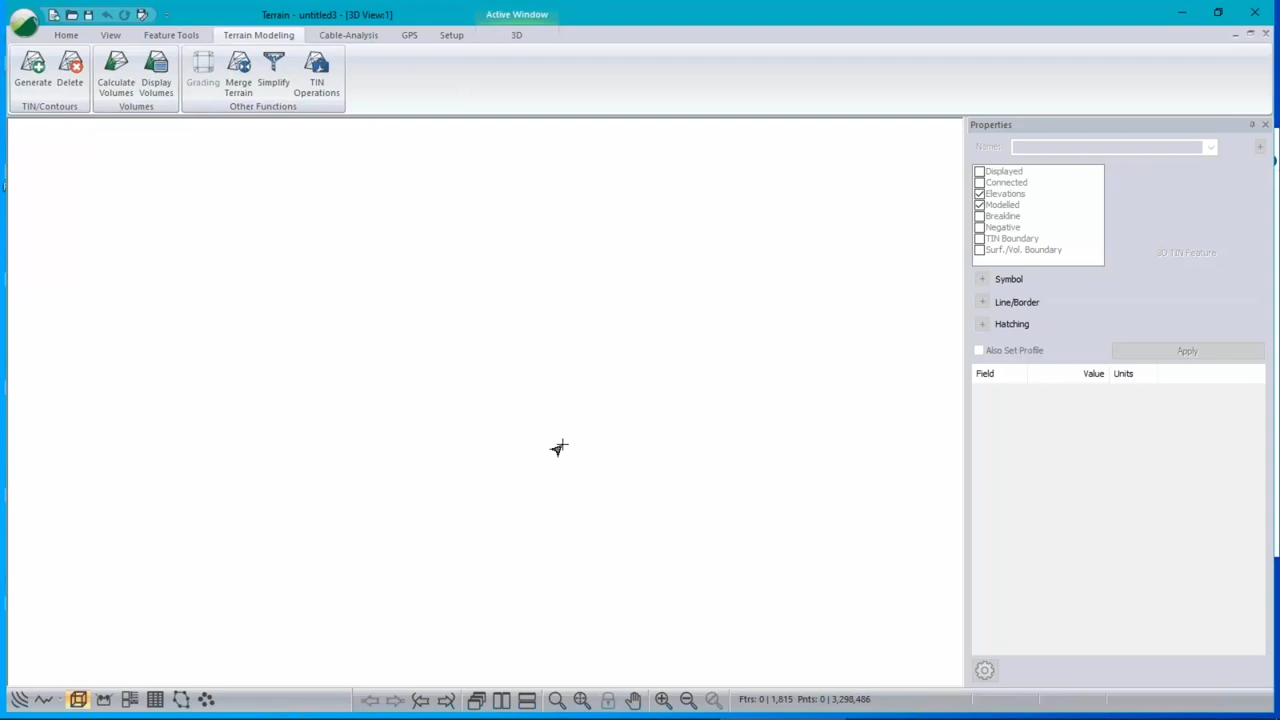 Terrain - untitled3 - [3D View:1]
Active Window
Home View Feature Tools Terrain Modeling Cable-Analysis GPS Setup 3D
Generate Delete Calculate Volumes Display Volumes Grading Merge Terrain Simplify TIN Operations
TIN/Contours Volumes Other Functions
Properties
Name:
Displayed
Connected
Elevations
Modelled
Breakline
Negative
TIN Boundary
Surf./Vol. Boundary
3D TIN Feature
Symbol
Line/Border
Hatching
Also Set Profile Apply
Field Value Units
Ftrs: 0 | 1,815 Pnts: 0 | 3,298,486